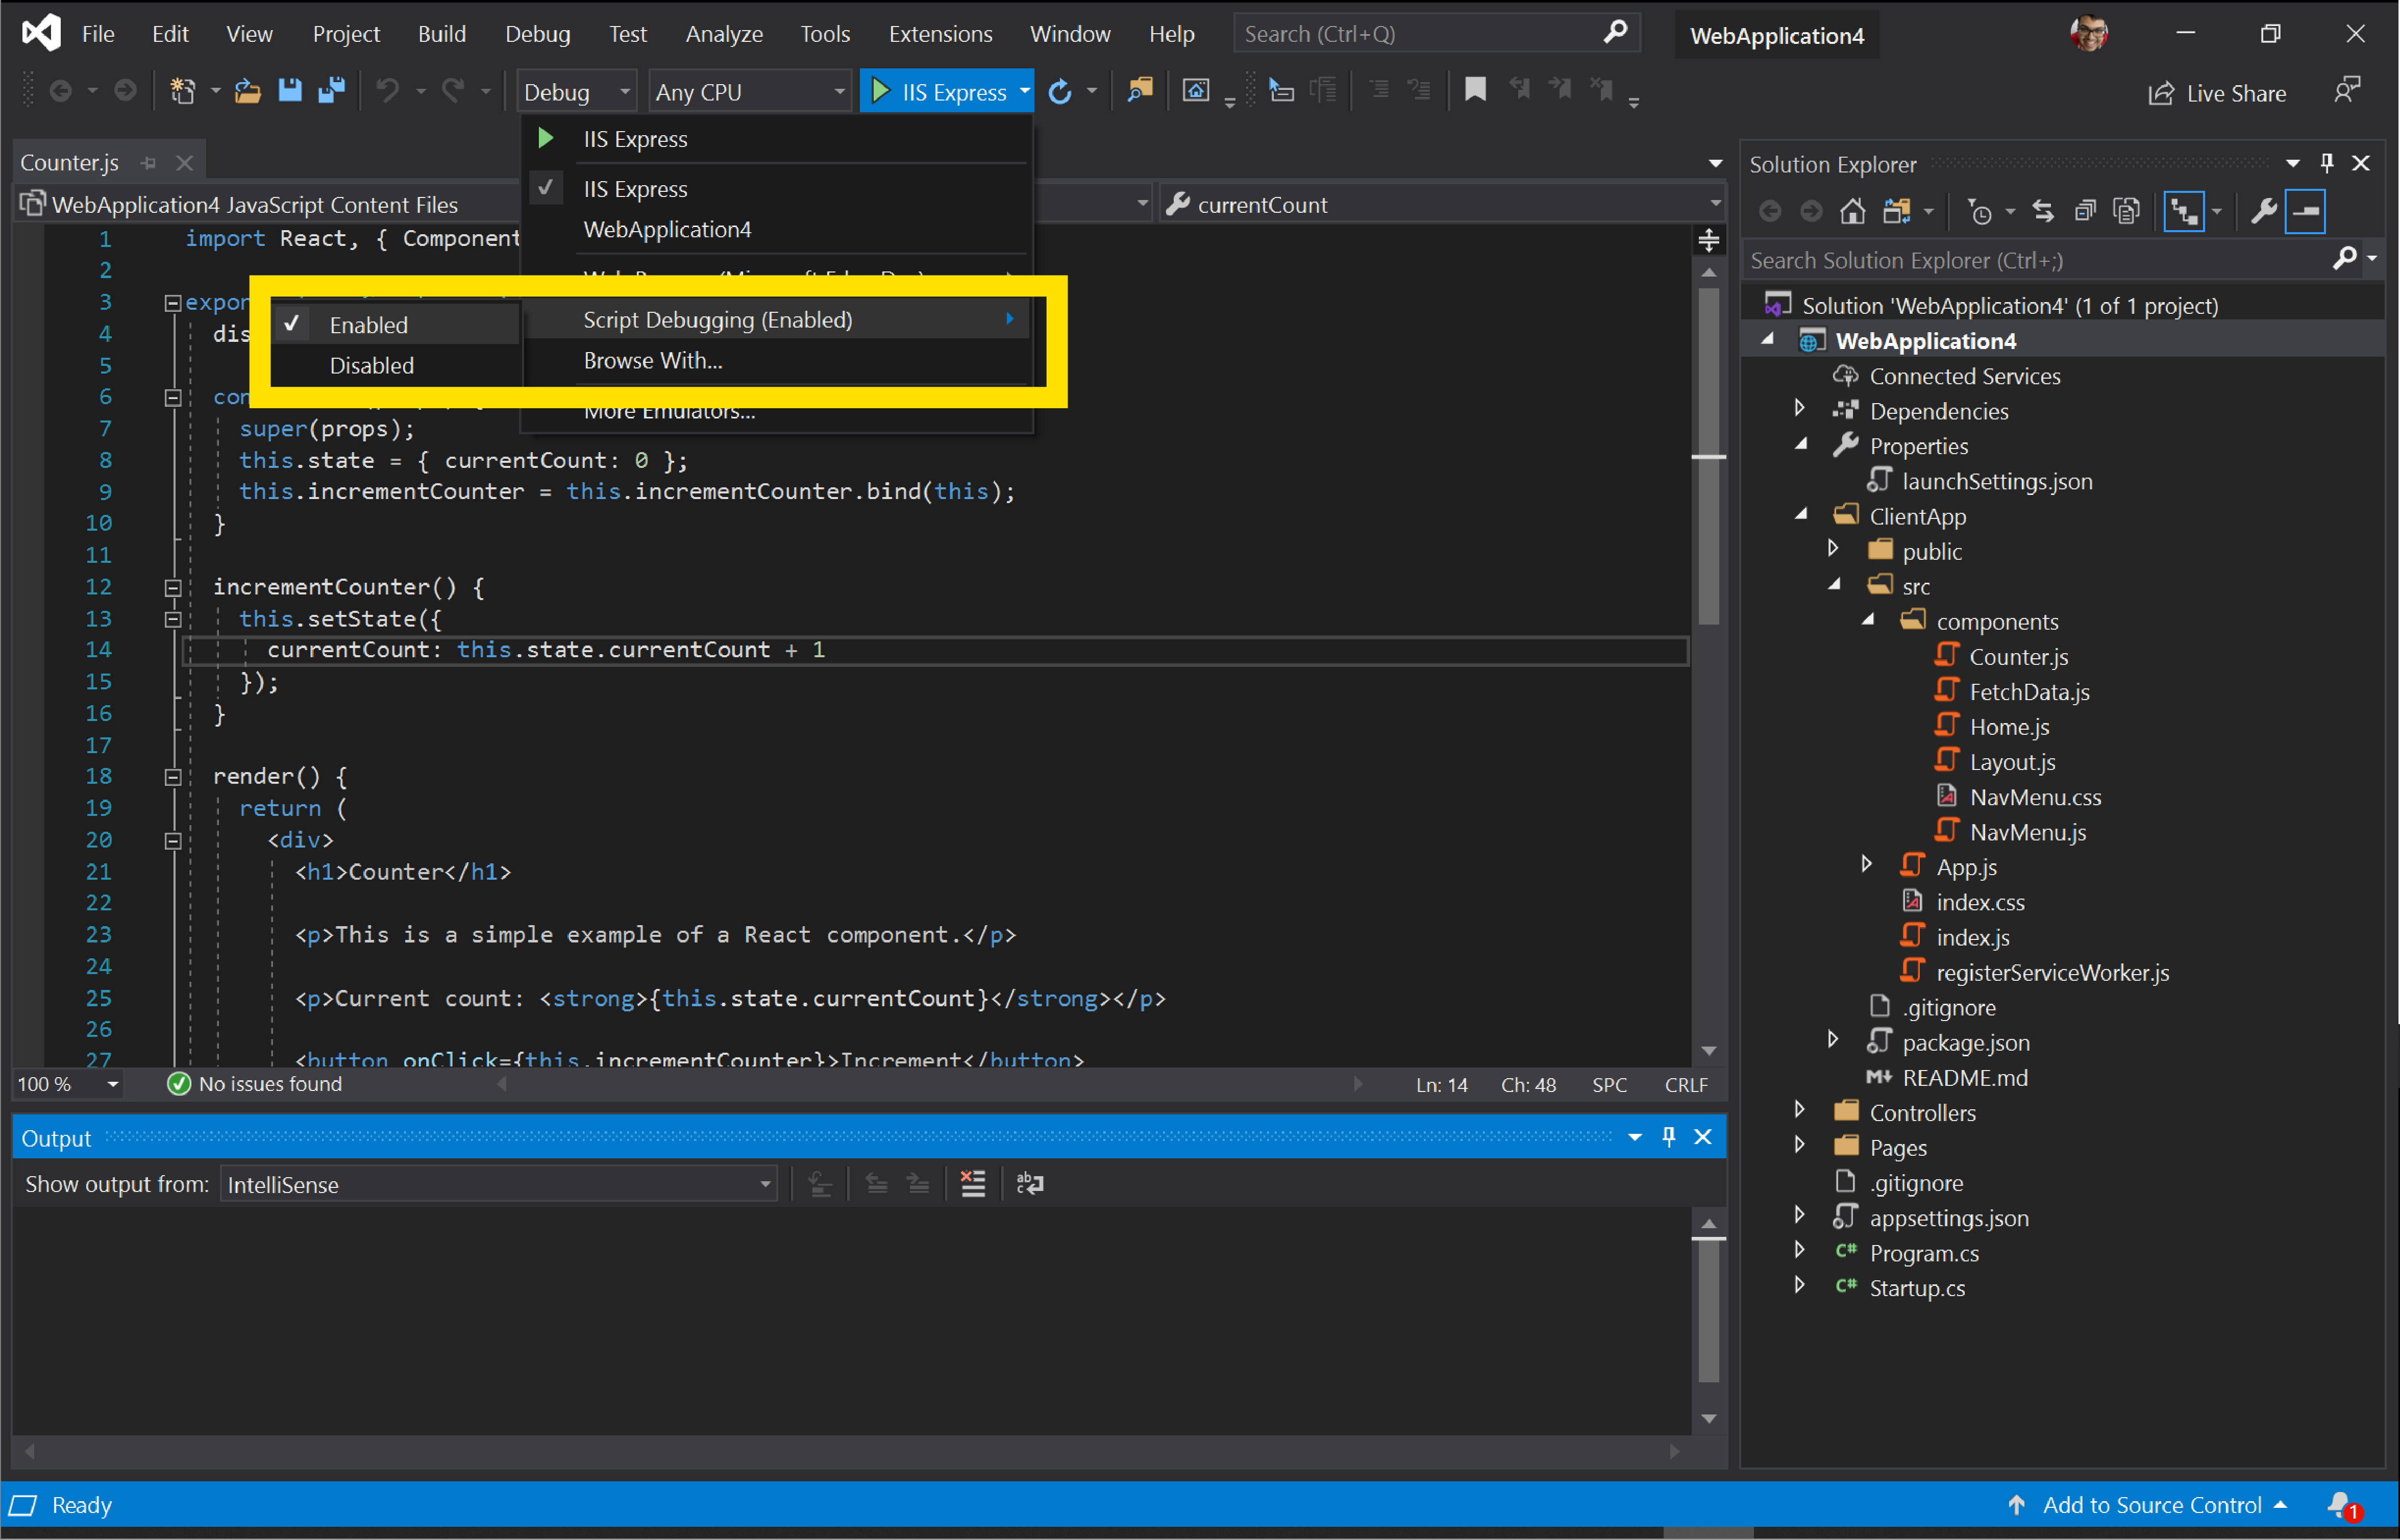 File Edit View Project Build Debug Test Analyze Tools Extensions Window Help Search (Ctrl+Q) WebApplication4
Debug Any CPU IIS Express Live Share
Counter.js
WebApplication4 JavaScript Content Files currentCount
IIS Express
IIS Express
WebApplication4
Script Debugging (Enabled)
Browse With...
More Emulators...
Enabled
Disabled
1 import React, { Component
2
3 expor
4 dis
5
6 con
7 super(props);
8 this.state = { currentCount: 0 };
9 this.incrementCounter = this.incrementCounter.bind(this);
10 }
11
12 incrementCounter() {
13 this.setState({
14 currentCount: this.state.currentCount + 1
15 });
16 }
17
18 render() {
19 return (
20 <div>
21 <h1>Counter</h1>
22
23 <p>This is a simple example of a React component.</p>
24
25 <p>Current count: <strong>{this.state.currentCount}</strong></p>
26
27 <button onClick={this.incrementCounter}>Increment</button>
100 % No issues found Ln: 14 Ch: 48 SPC CRLF
Output
Show output from: IntelliSense
Solution Explorer
Search Solution Explorer (Ctrl+;)
Solution 'WebApplication4' (1 of 1 project)
WebApplication4
Connected Services
Dependencies
Properties
launchSettings.json
ClientApp
public
src
components
Counter.js
FetchData.js
Home.js
Layout.js
NavMenu.css
NavMenu.js
App.js
index.css
index.js
registerServiceWorker.js
.gitignore
package.json
M README.md
Controllers
Pages
.gitignore
appsettings.json
C# Program.cs
C# Startup.cs
Ready Add to Source Control 1